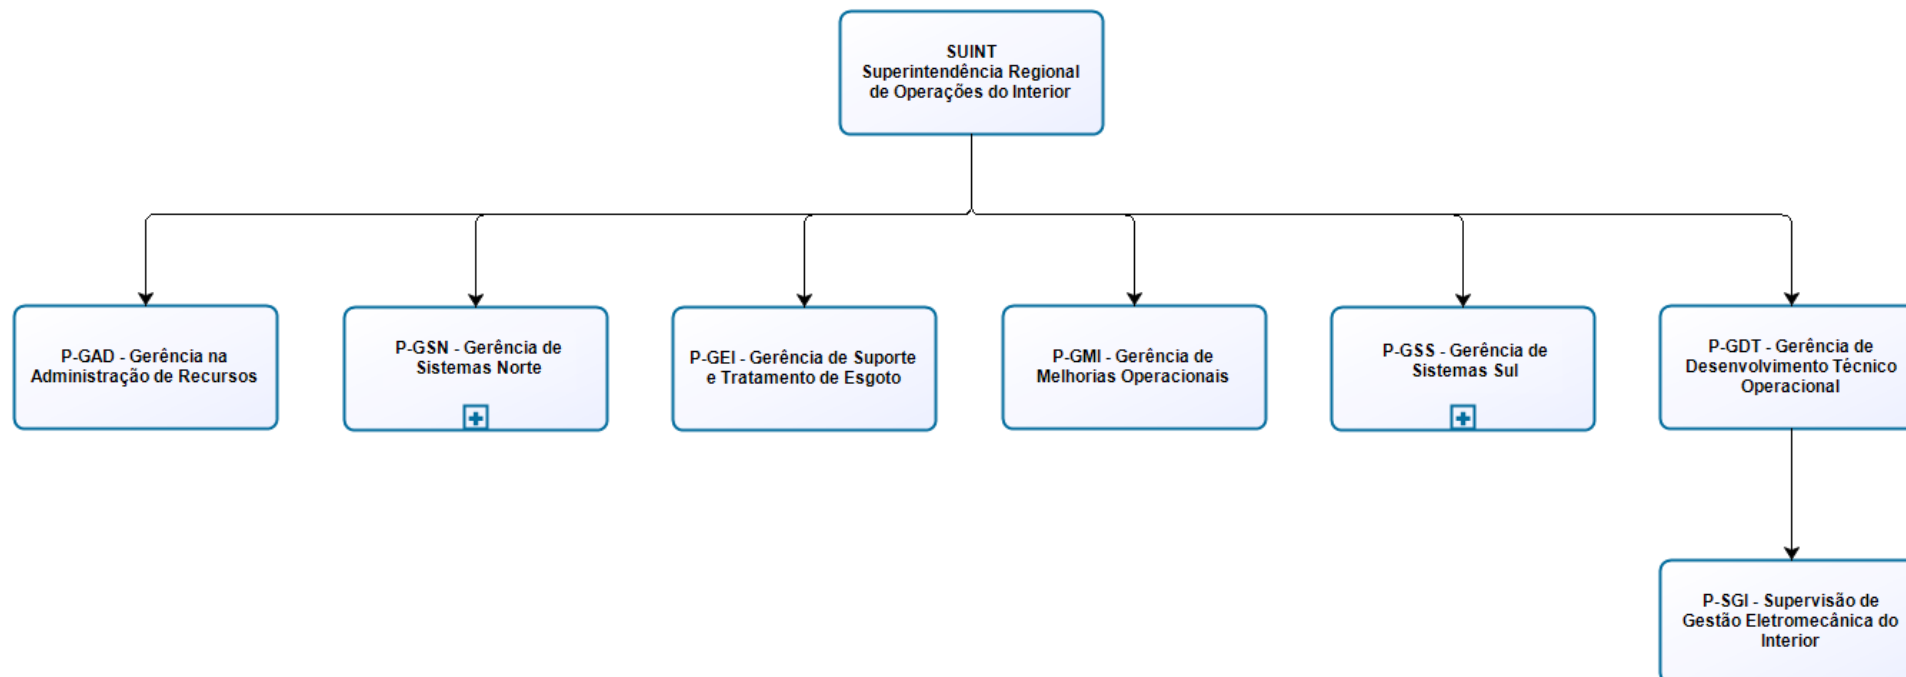 SUINT
Superintendência Regional
de Operações do Interior
P-GAD - Gerência na
Administração de Recursos
P-GSN - Gerência de
Sistemas Norte
P-GEI - Gerência de Suporte
e Tratamento de Esgoto
P-GMI - Gerência de
Melhorias Operacionais
P-GSS - Gerência de
Sistemas Sul
P-GDT - Gerência de
Desenvolvimento Técnico
Operacional
P-SGI - Supervisão de
Gestão Eletromecânica do
Interior